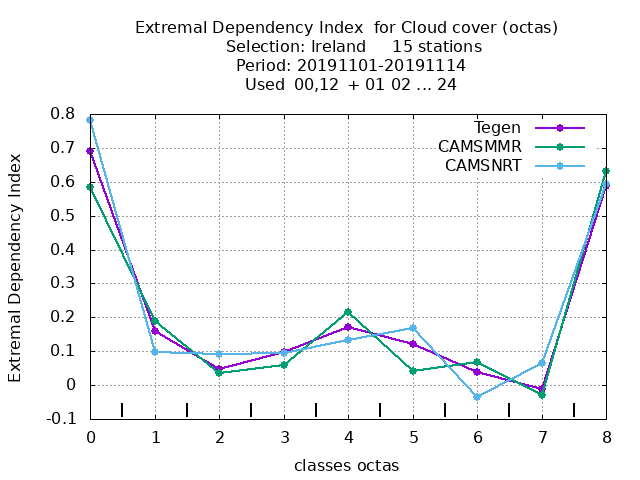 Extremal Dependency Index for Cloud cover (octas)
Selection: Ireland 15 stations
Period: 20191101-20191114
Used 00,12 + 01 02 ... 24
Extremal Dependency Index
0.8
0.7
0.6
0.5
0.4
0.3
0.2
0.1
0
-0.1
Tegen
CAMSMMR
CAMSNRT
0 1 2 3 4 5 6 7 8
classes octas